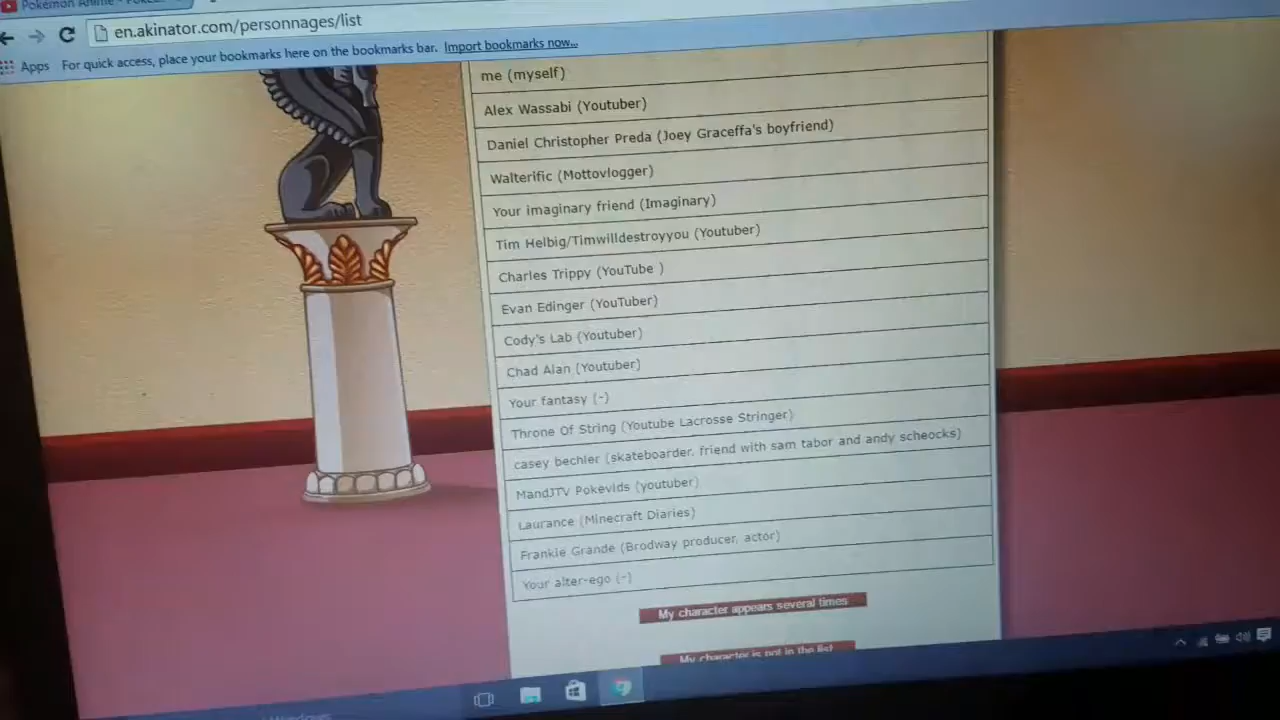 Pokemon Anime - Pokem
en.akinator.com/personnages/list
Apps For quick access, place your bookmarks here on the bookmarks bar. Import bookmarks now...
me (myself)
Alex Wassabi (Youtuber)
Daniel Christopher Preda (Joey Graceffa's boyfriend)
Walterific (Mottovlogger)
Your imaginary friend (Imaginary)
Tim Helbig/Timwilldestroyyou (Youtuber)
Charles Trippy (YouTube )
Evan Edinger (YouTuber)
Cody's Lab (Youtuber)
Chad Alan (Youtuber)
Your fantasy (-)
Throne Of String (Youtube Lacrosse Stringer)
casey bechler (skateboarder, friend with sam tabor and andy scheocks)
MandJTV Pokevids (youtuber)
Laurance (Minecraft Diaries)
Frankie Grande (Brodway producer, actor)
Your alter-ego (-)
My character appears several times
My character is not in the list